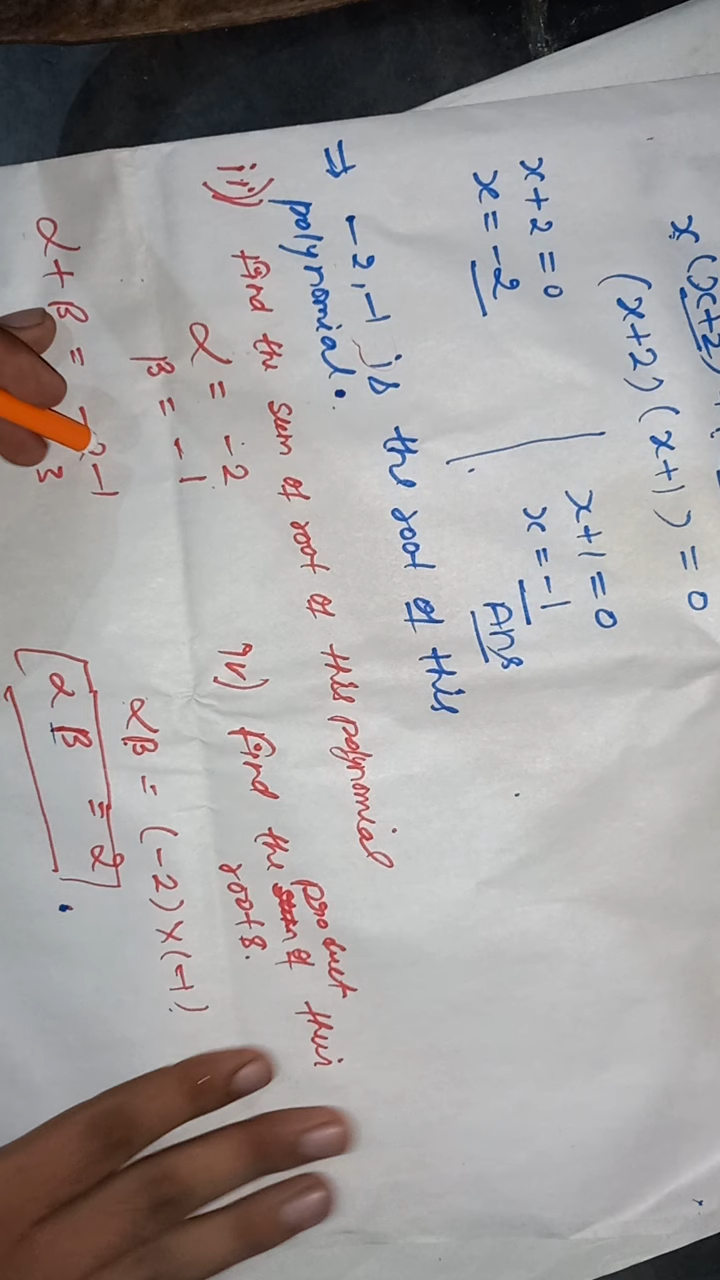 x(x+2)
(x+2)(x+1) = 0
x+2=0
x+1=0
x = -2
x = -1
Ans
⇒ -2, -1 is the root of this
polynomial.
iii) find the sum of root of this polynomial
α = -2
β = -1
α + β = -2-1
3
iv) find the product of their
roots.
αβ = (-2)×(-1)
αβ = 2